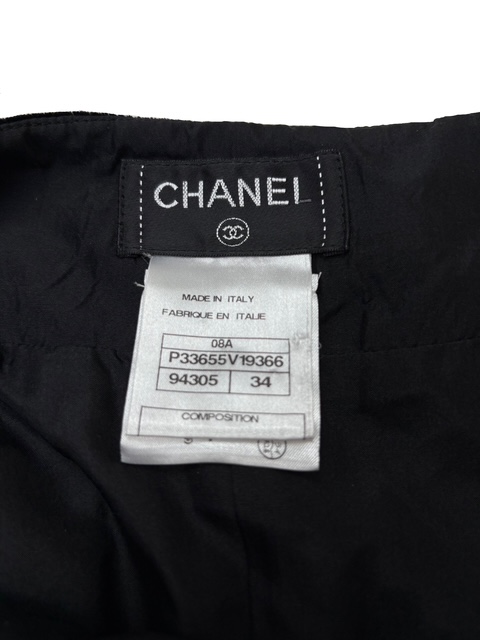 CHANEL
MADE IN ITALY
FABRIQUE EN ITALIE
08A
P33655V19366
94305 34
COMPOSITION